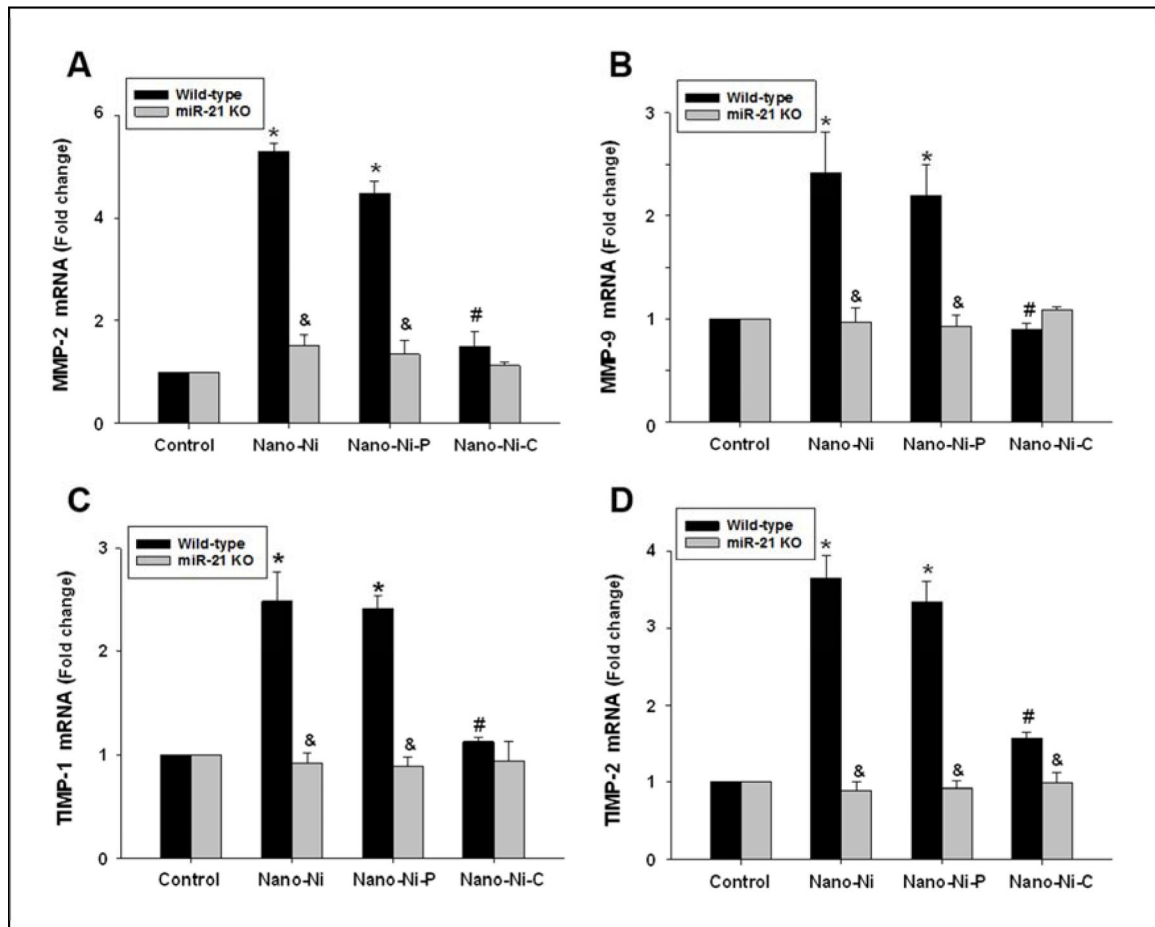 A
Wild-type
miR-21 KO
MMP-2 mRNA (Fold change)
6
4
2
0
*
*
&
&
#
Control Nano-Ni Nano-Ni-P Nano-Ni-C
B
Wild-type
miR-21 KO
MMP-9 mRNA (Fold change)
3
2
1
0
*
*
&
&
#
Control Nano-Ni Nano-Ni-P Nano-Ni-C
C
Wild-type
miR-21 KO
TIMP-1 mRNA (Fold change)
3
2
1
0
*
*
&
&
#
Control Nano-Ni Nano-Ni-P Nano-Ni-C
D
Wild-type
miR-21 KO
TIMP-2 mRNA (Fold change)
4
3
2
1
0
*
*
&
&
#
&
Control Nano-Ni Nano-Ni-P Nano-Ni-C